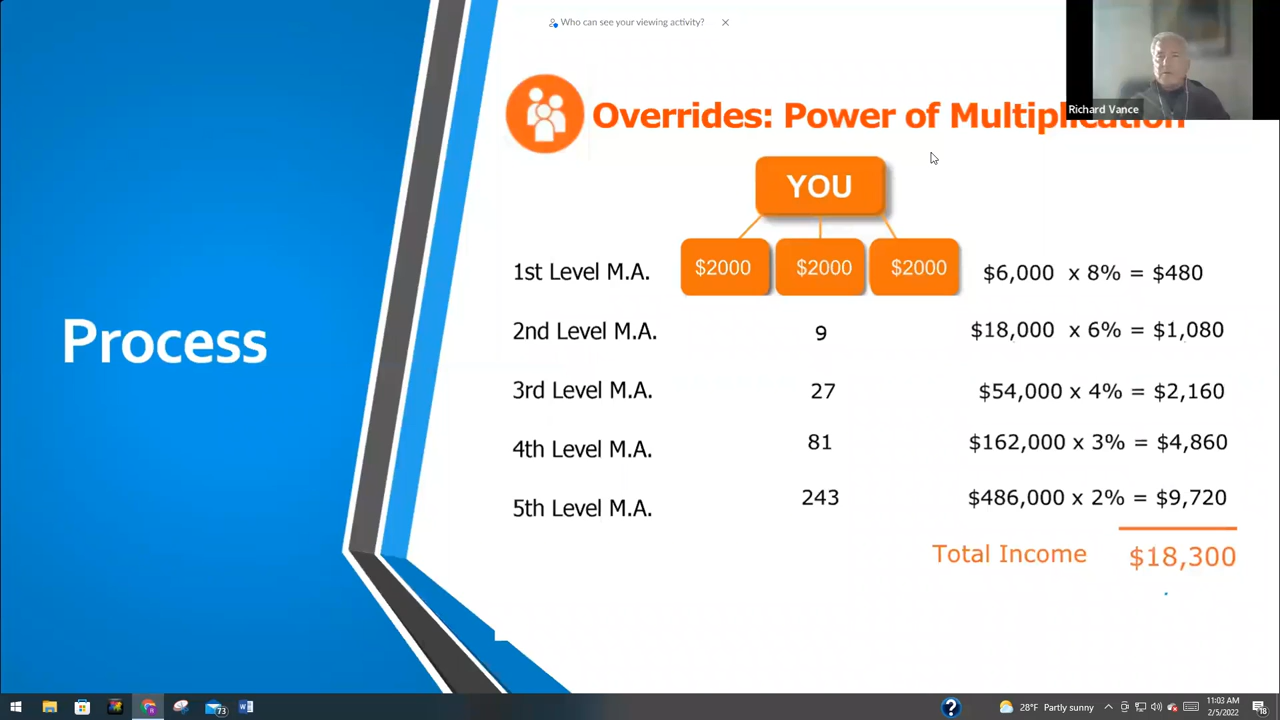 Who can see your viewing activity?
Richard Vance
Overrides: Power of Multiplication
Process
YOU
1st Level M.A. $2000 $2000 $2000 $6,000 x 8% = $480
2nd Level M.A. 9 $18,000 x 6% = $1,080
3rd Level M.A. 27 $54,000 x 4% = $2,160
4th Level M.A. 81 $162,000 x 3% = $4,860
5th Level M.A. 243 $486,000 x 2% = $9,720
Total Income $18,300
73
28°F Partly sunny
11:03 AM
2/5/2022
18